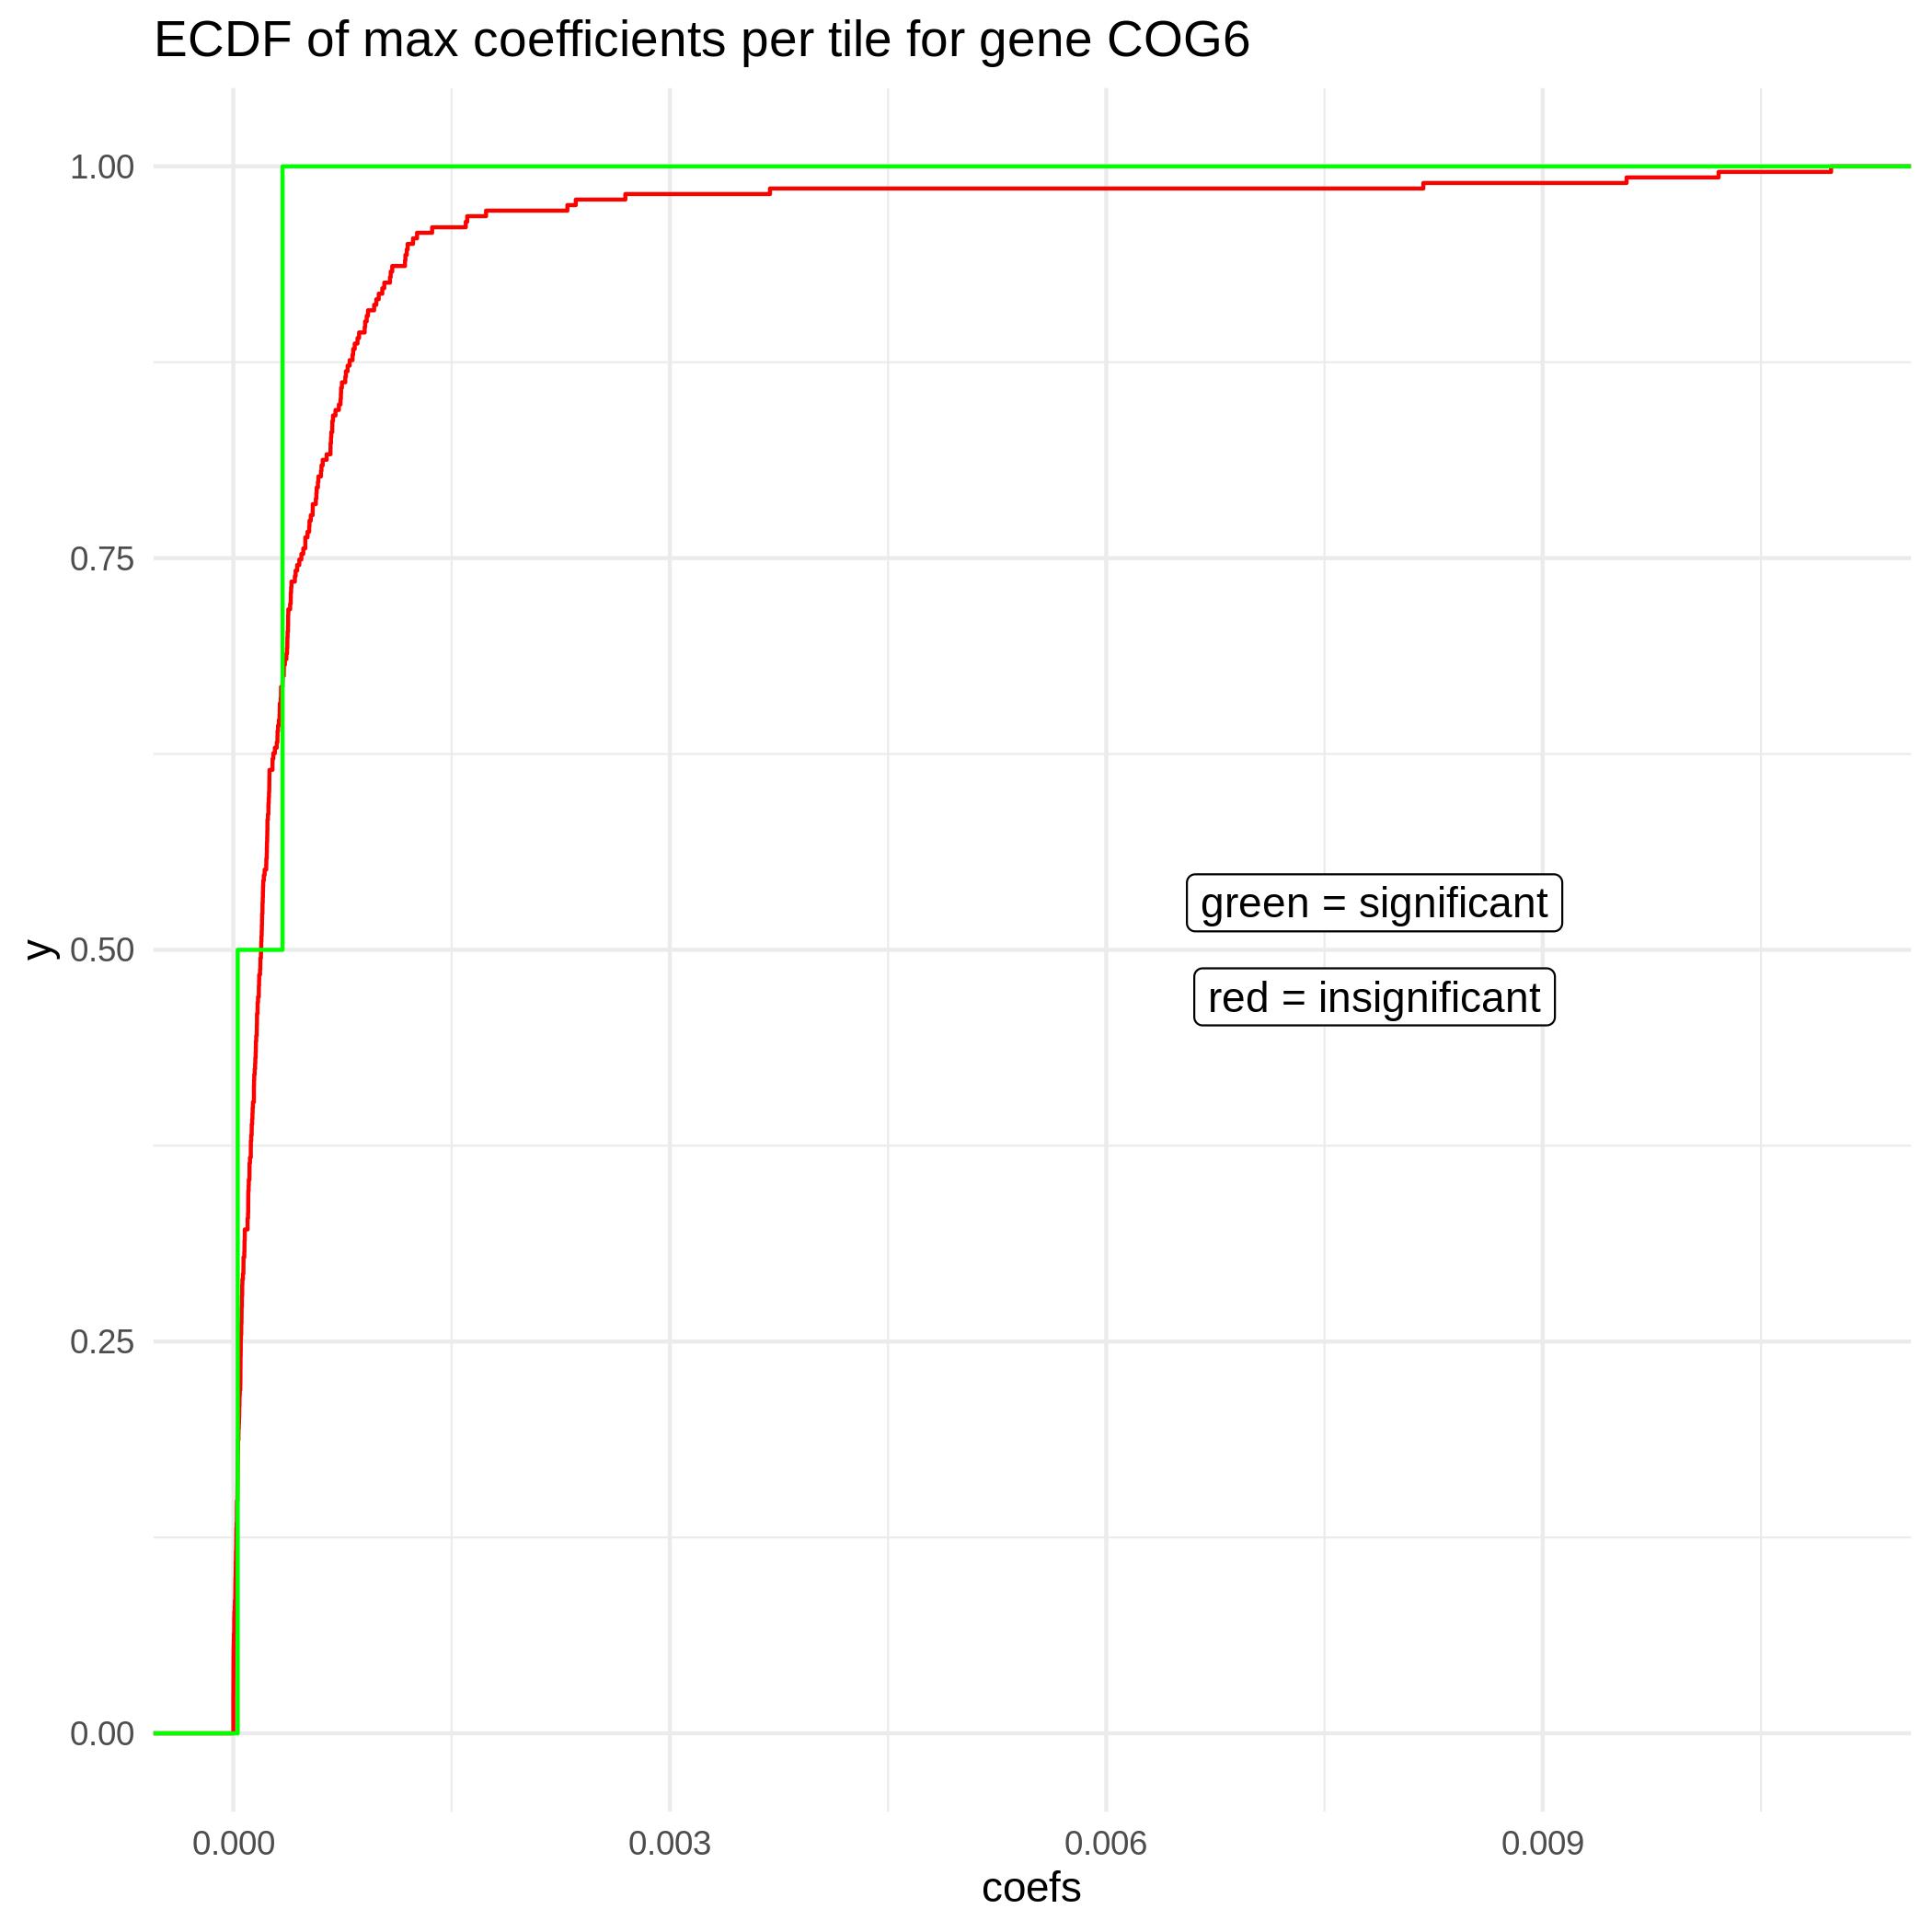 ECDF of max coefficients per tile for gene COG6
1.00
0.75
0.50
0.25
0.00
y
green = significant
red = insignificant
0.000 0.003 0.006 0.009
coefs